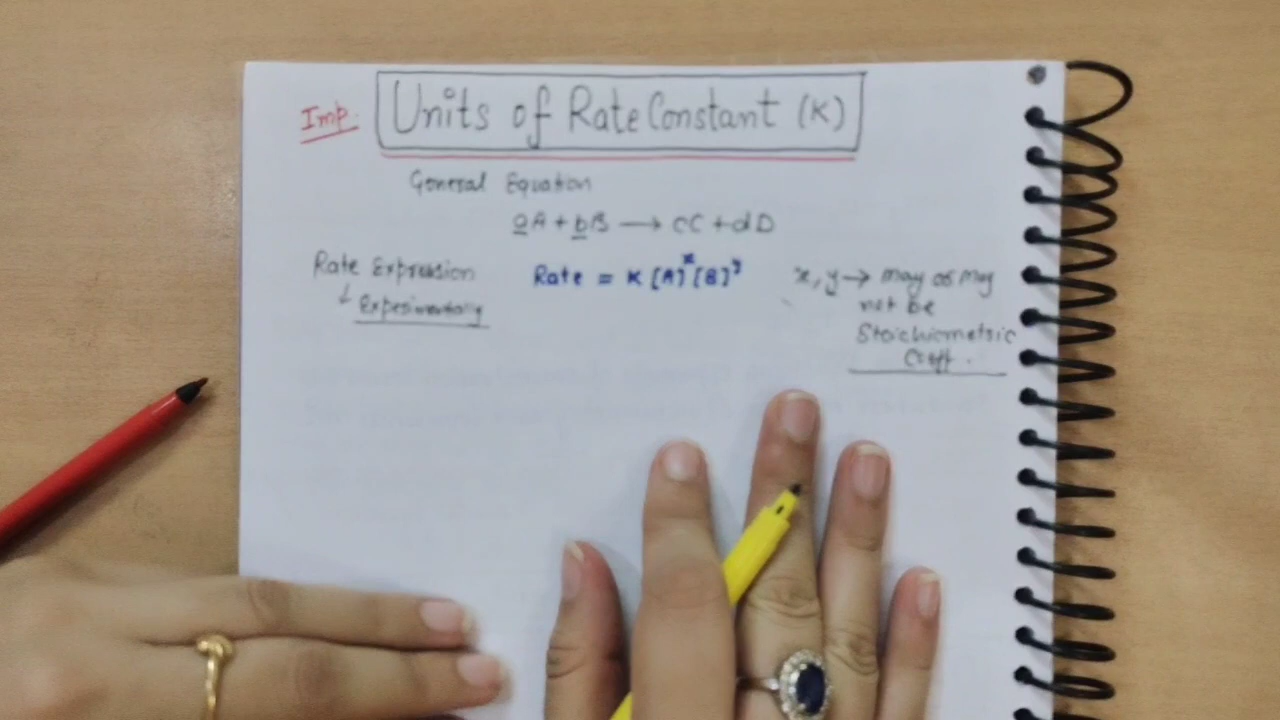 Imp. Units of Rate Constant (K)
General Equation
aA + bB → cC + dD
Rate Expression
Rate = K [A]^x [B]^y
x, y → may or may
not be
Stoichiometric
Coeff.
↳ Experimentally